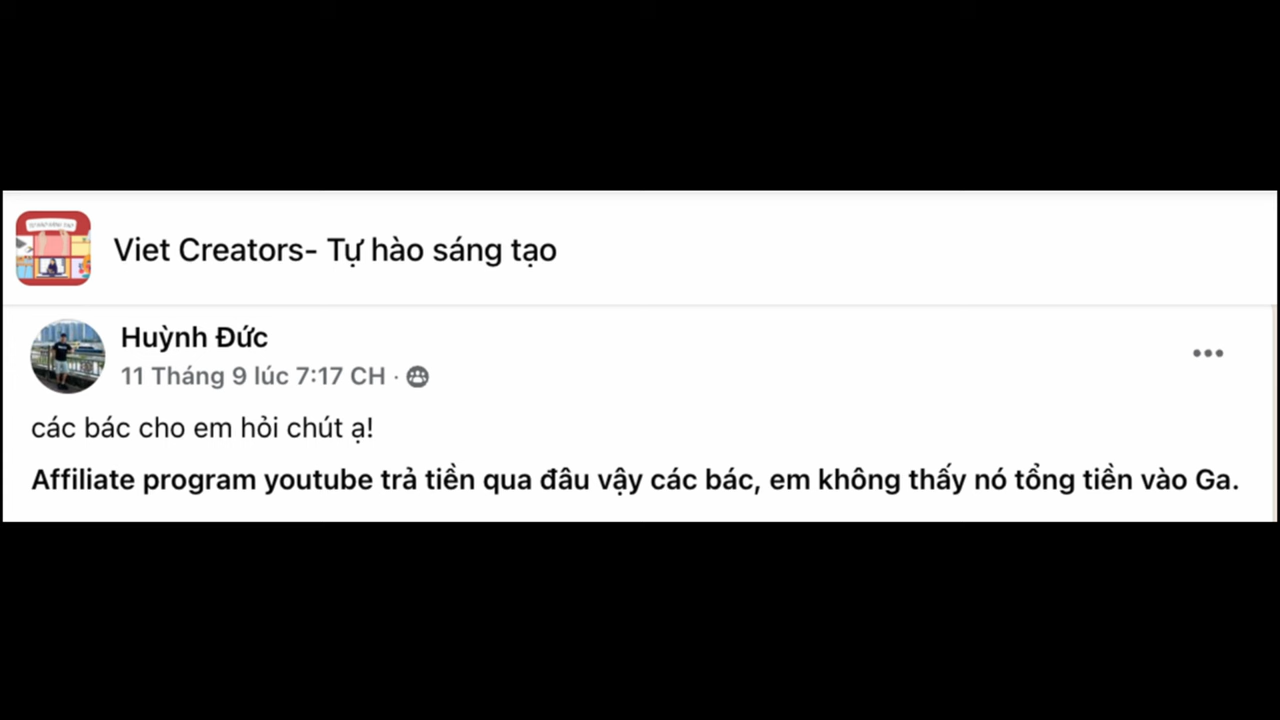 Viet Creators- Tự hào sáng tạo
Huỳnh Đức
11 Tháng 9 lúc 7:17 CH ·
các bác cho em hỏi chút ạ!
Affiliate program youtube trả tiền qua đâu vậy các bác, em không thấy nó tổng tiền vào Ga.